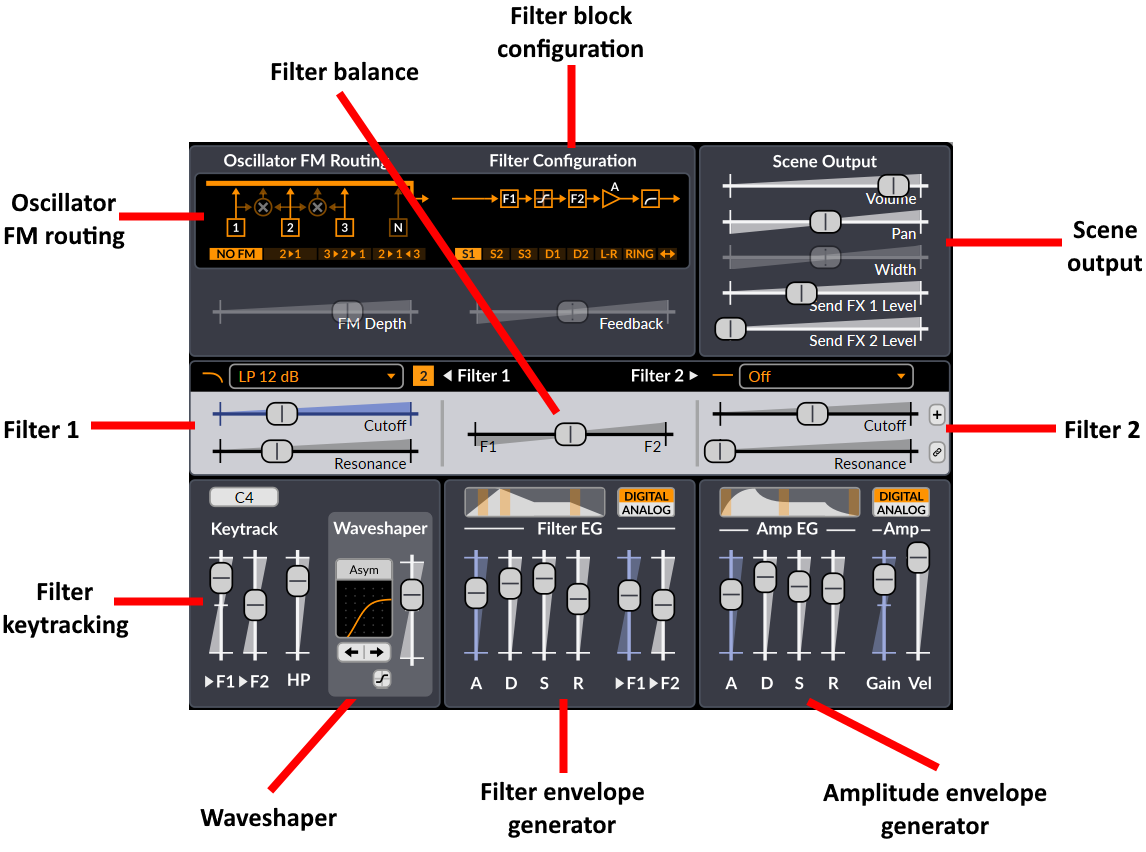 Filter block
configuration
Filter balance
Oscillator FM Routing
Filter Configuration
Scene Output
A
F1
F2
Volume
1
2
3
N
Oscillator
FM routing
Pan
Scene
output
NO FM
2▸1
3▸2▸1
2▸1◂3
S1
S2
S3
D1
D2
L-R
RING
Width
Send FX 1 Level
FM Depth
Feedback
Send FX 2 Level
LP 12 dB
2
◀ Filter 1
Filter 2 ▶
Off
Filter 1
Cutoff
Cutoff
+
Filter 2
F1
F2
Resonance
Resonance
C4
DIGITAL
ANALOG
DIGITAL
ANALOG
Keytrack
Waveshaper
Filter EG
Amp EG
Amp
Asym
Filter
keytracking
▶F1
▶F2
HP
A
D
S
R
▶F1
▶F2
A
D
S
R
Gain
Vel
Waveshaper
Filter envelope
generator
Amplitude envelope
generator